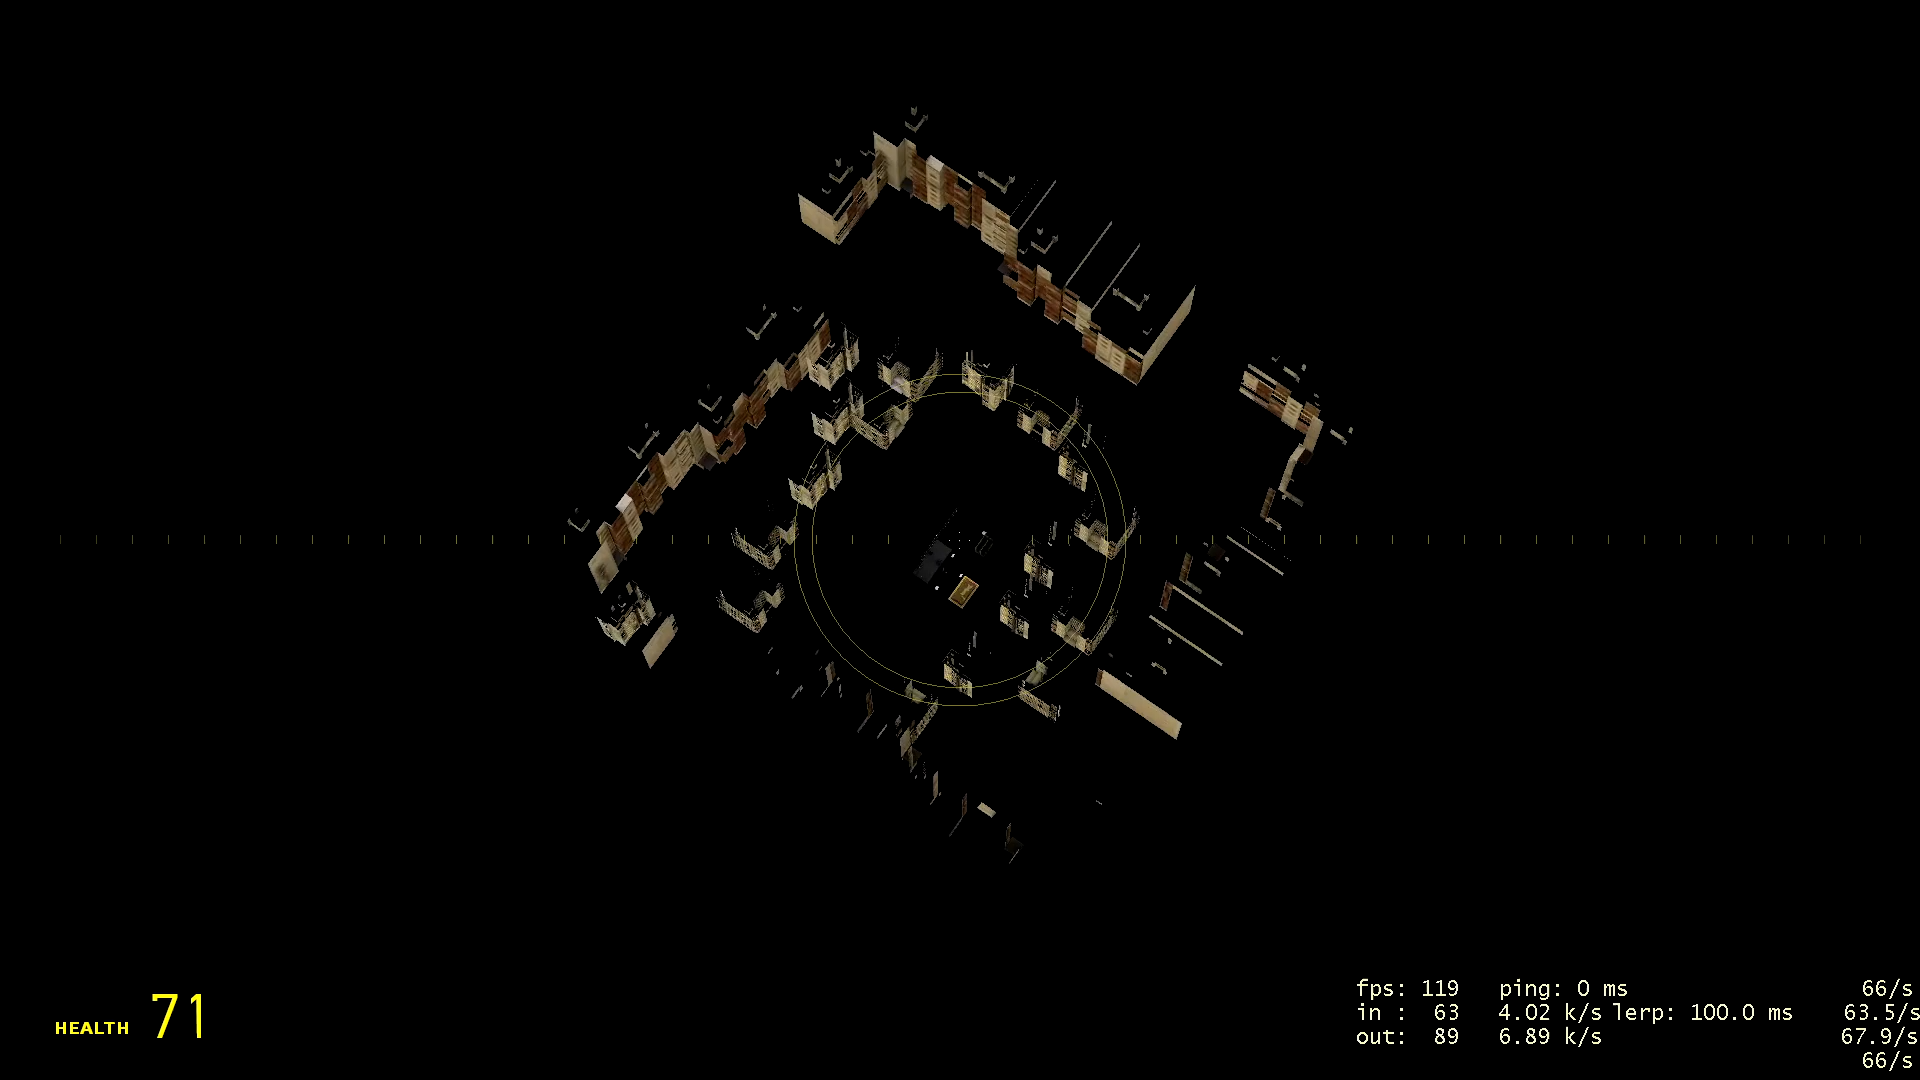 HEALTH 71
fps: 119 ping: 0 ms 66/s
in : 63 4.02 k/s lerp: 100.0 ms 63.5/s
out: 89 6.89 k/s 67.9/s
66/s